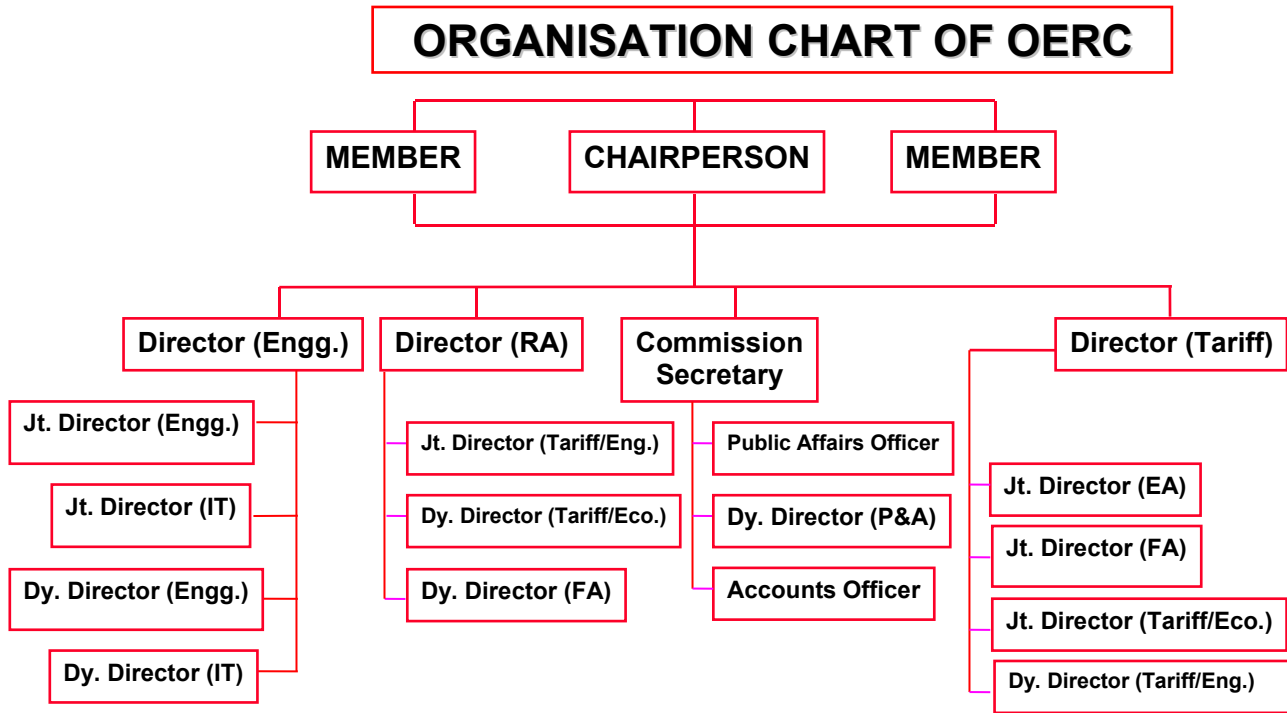 ORGANISATION CHART OF OERC
MEMBER
CHAIRPERSON
MEMBER
Director (Engg.)
Director (RA)
Commission
Secretary
Director (Tariff)
Jt. Director (Engg.)
Jt. Director (IT)
Dy. Director (Engg.)
Dy. Director (IT)
Jt. Director (Tariff/Eng.)
Dy. Director (Tariff/Eco.)
Dy. Director (FA)
Public Affairs Officer
Dy. Director (P&A)
Accounts Officer
Jt. Director (EA)
Jt. Director (FA)
Jt. Director (Tariff/Eco.)
Dy. Director (Tariff/Eng.)